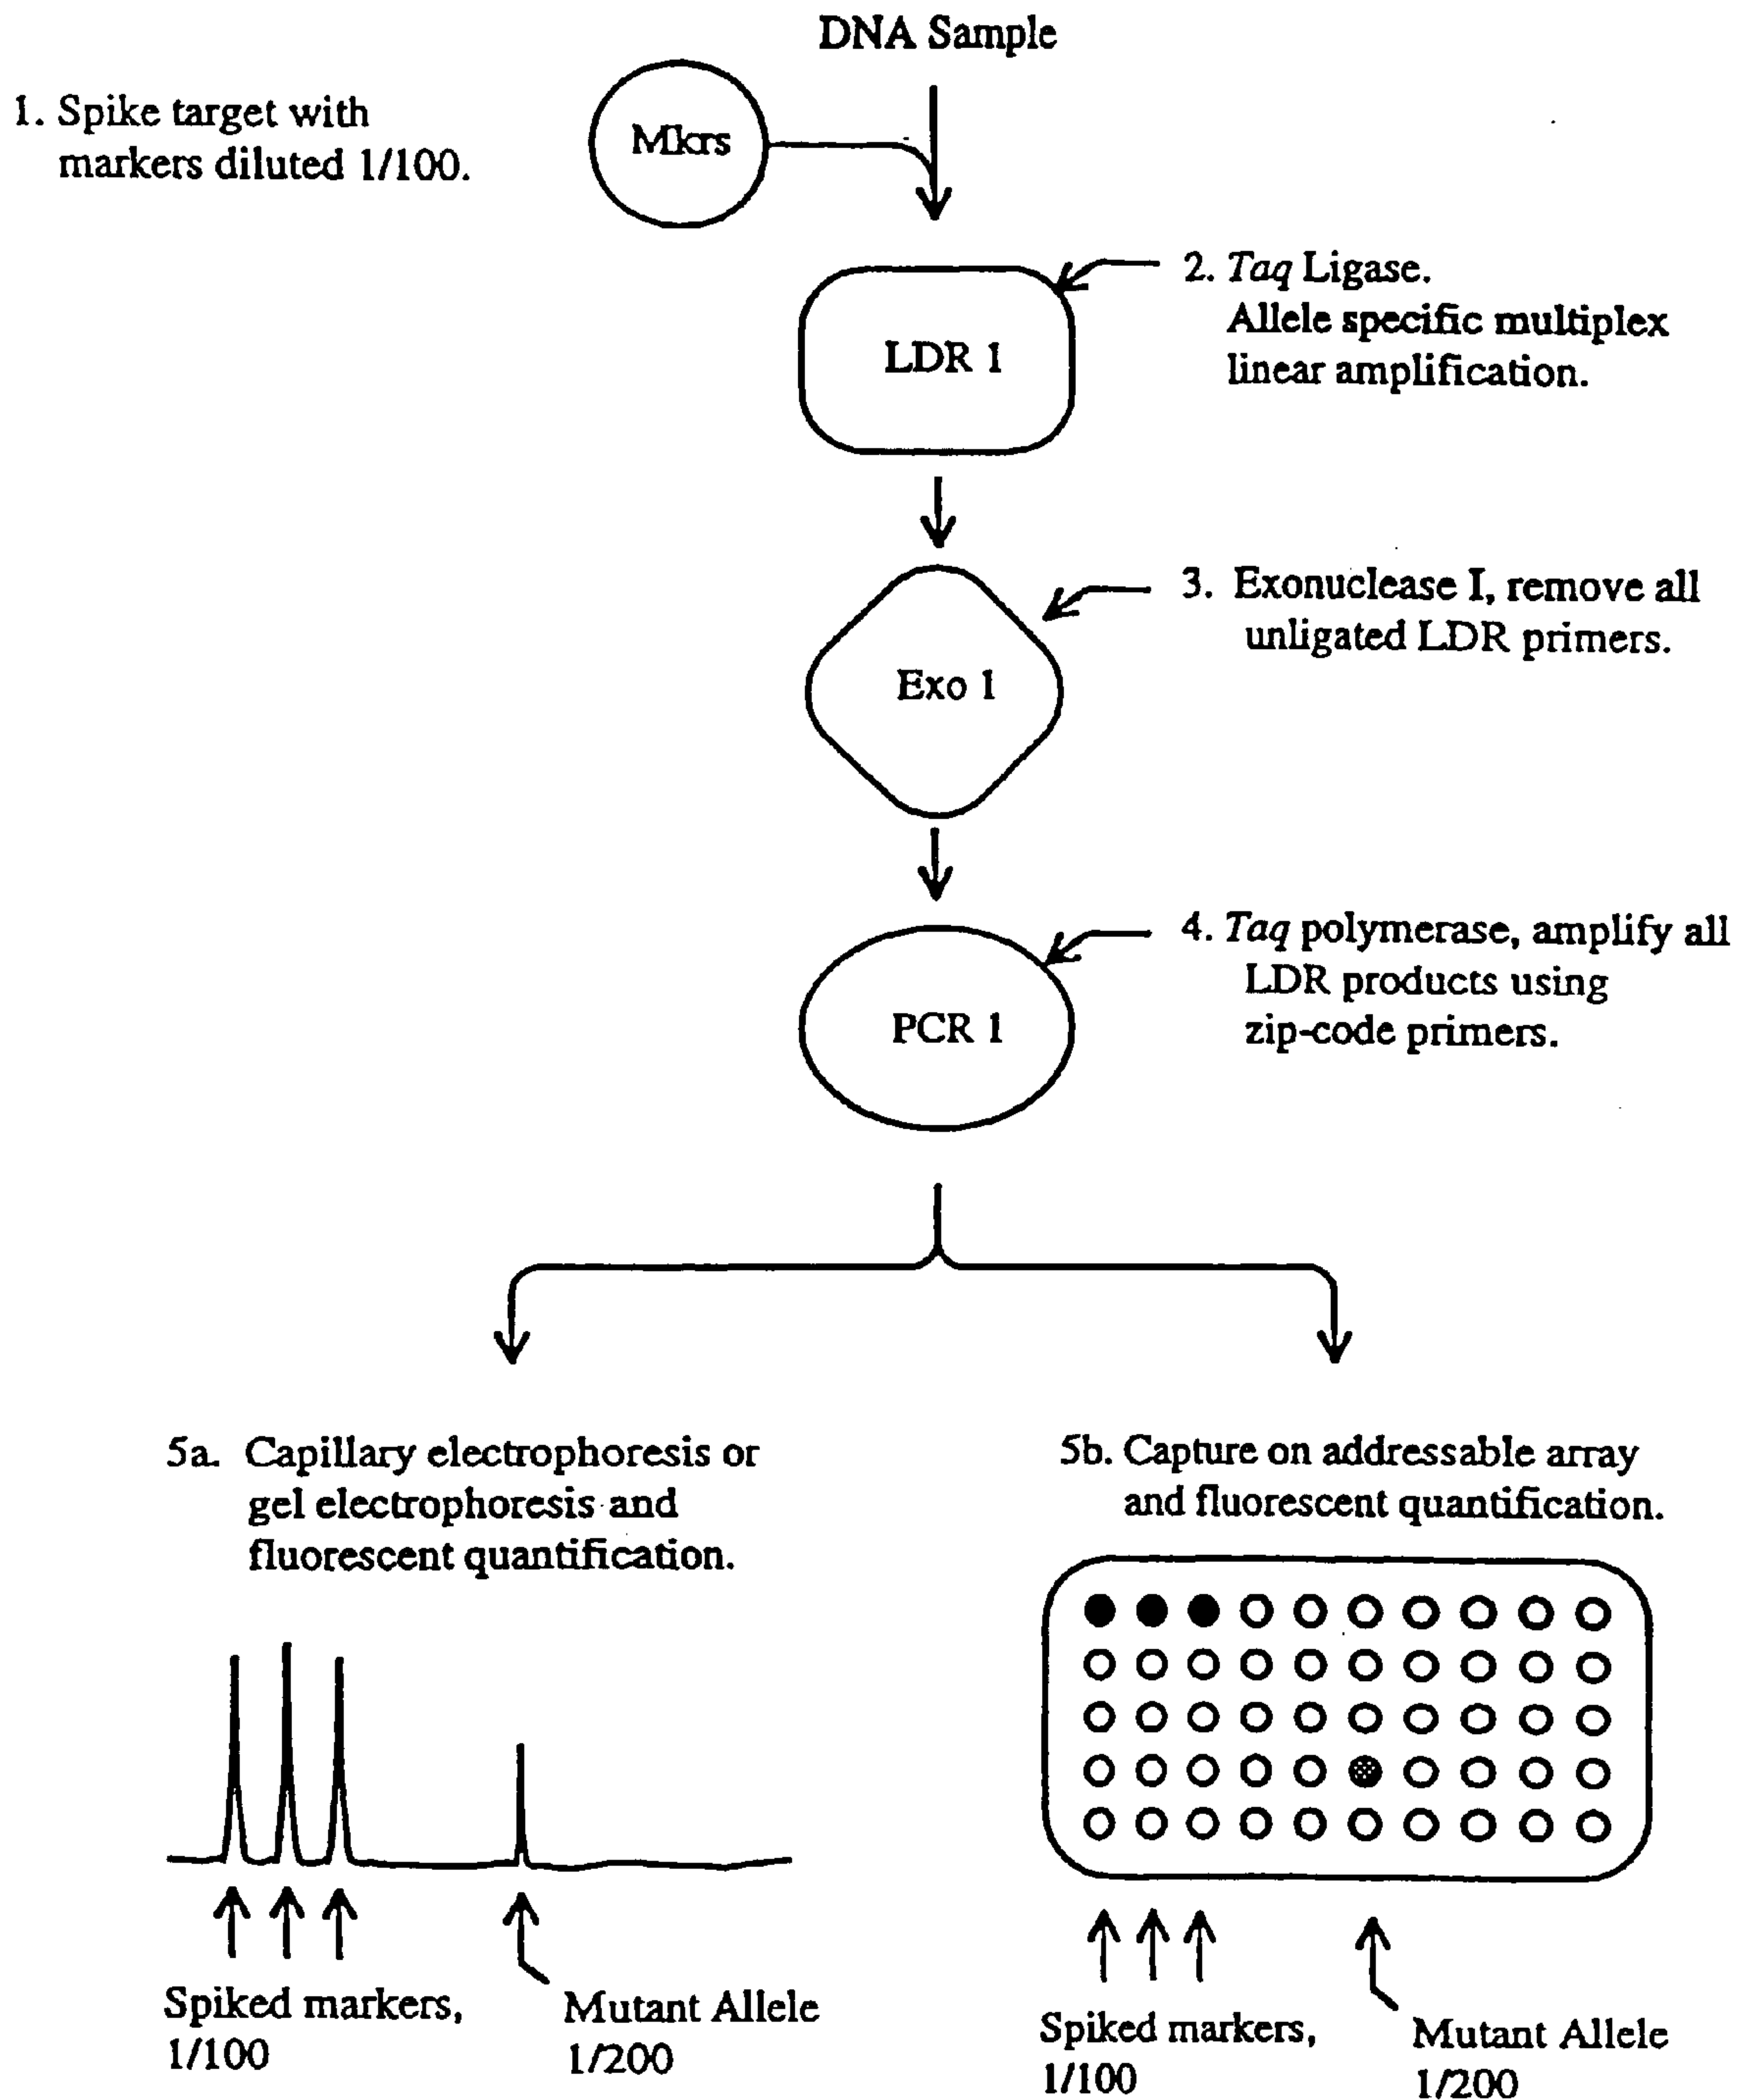 DNA Sample
1. Spike target with
markers diluted 1/100.
Mkrs
2. Taq Ligase.
Allele specific multiplex
linear amplification.
LDR 1
3. Exonuclease I, remove all
unligated LDR primers.
Exo 1
4. Taq polymerase, amplify all
LDR products using
zip-code primers.
PCR 1
5a. Capillary electrophoresis or
gel electrophoresis and
fluorescent quantification.
5b. Capture on addressable array
and fluorescent quantification.
Spiked markers,
1/100
Mutant Allele
1/200
Spiked markers,
1/100
Mutant Allele
1/200